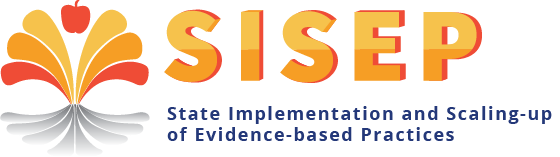 SISEP
State Implementation and Scaling-up
of Evidence-based Practices